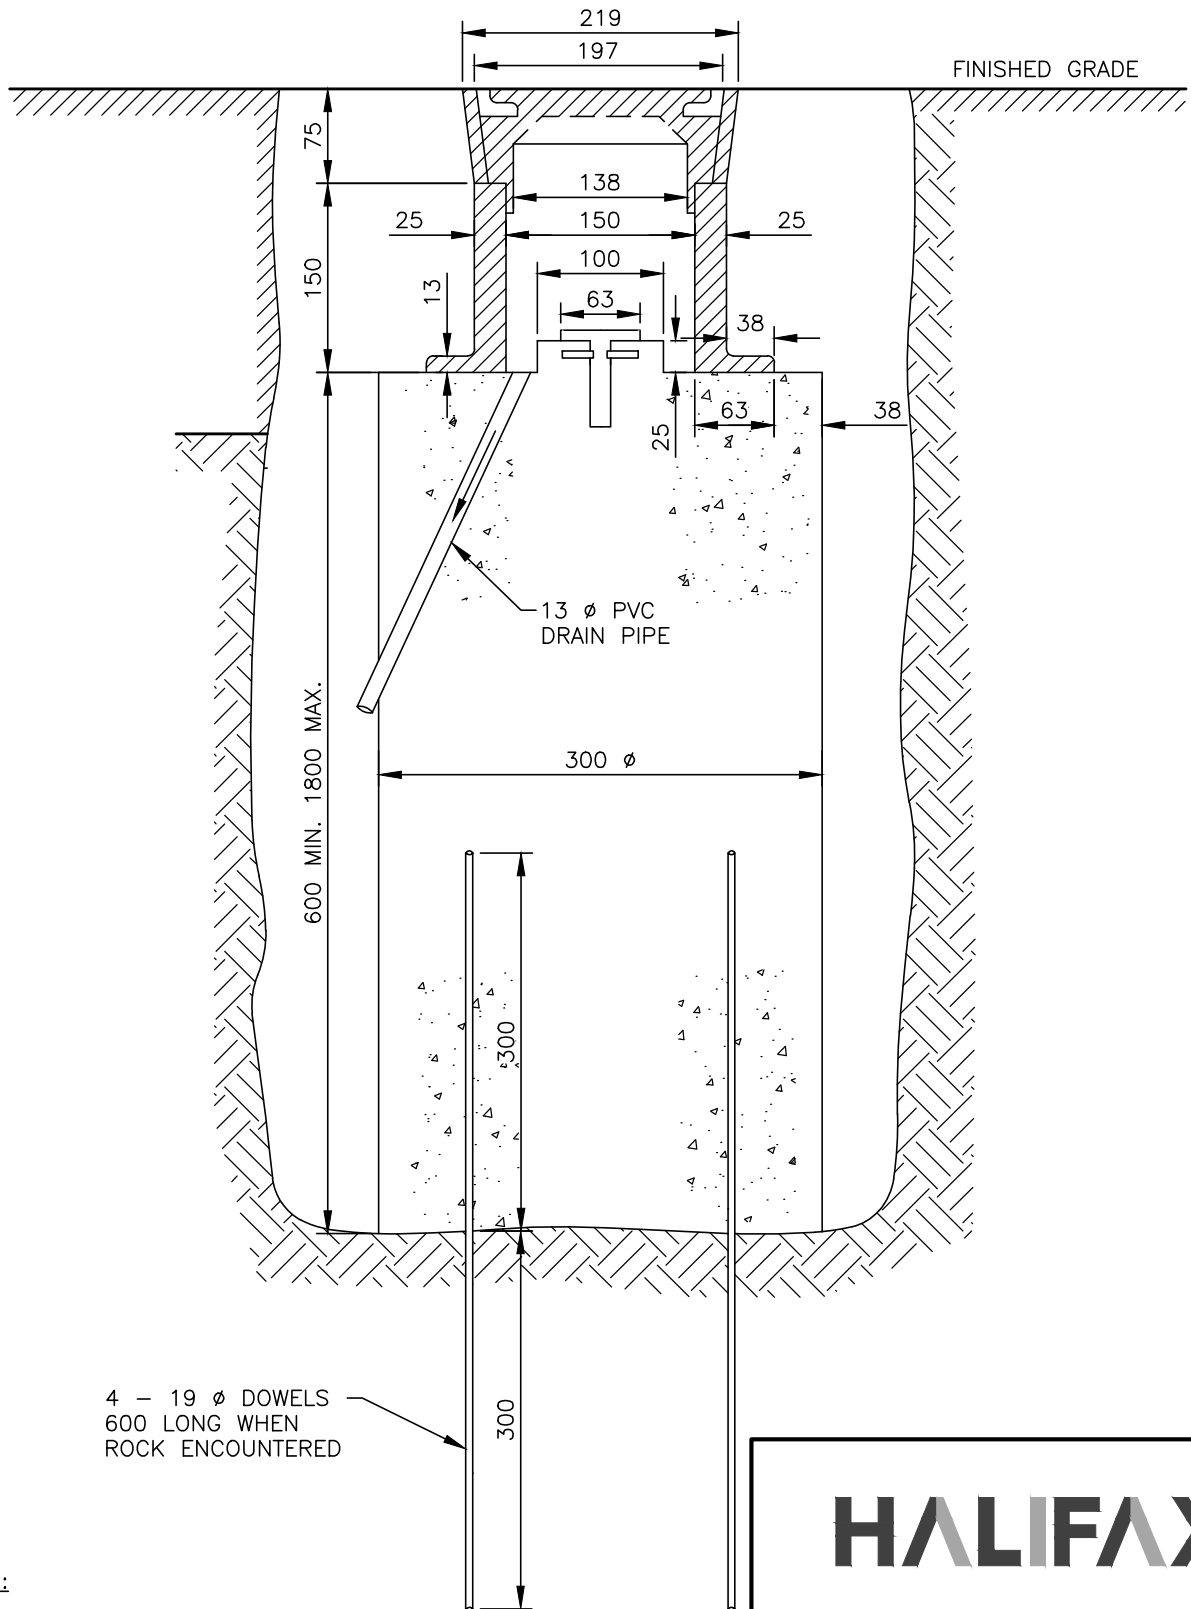 219
197
FINISHED GRADE
75
138
25
150
25
150
100
13
63
38
63
38
25
13 ø PVC
DRAIN PIPE
600 MIN. 1800 MAX.
300 ø
300
4 – 19 ø DOWELS
600 LONG WHEN
ROCK ENCOUNTERED
300
HALIFAX
: